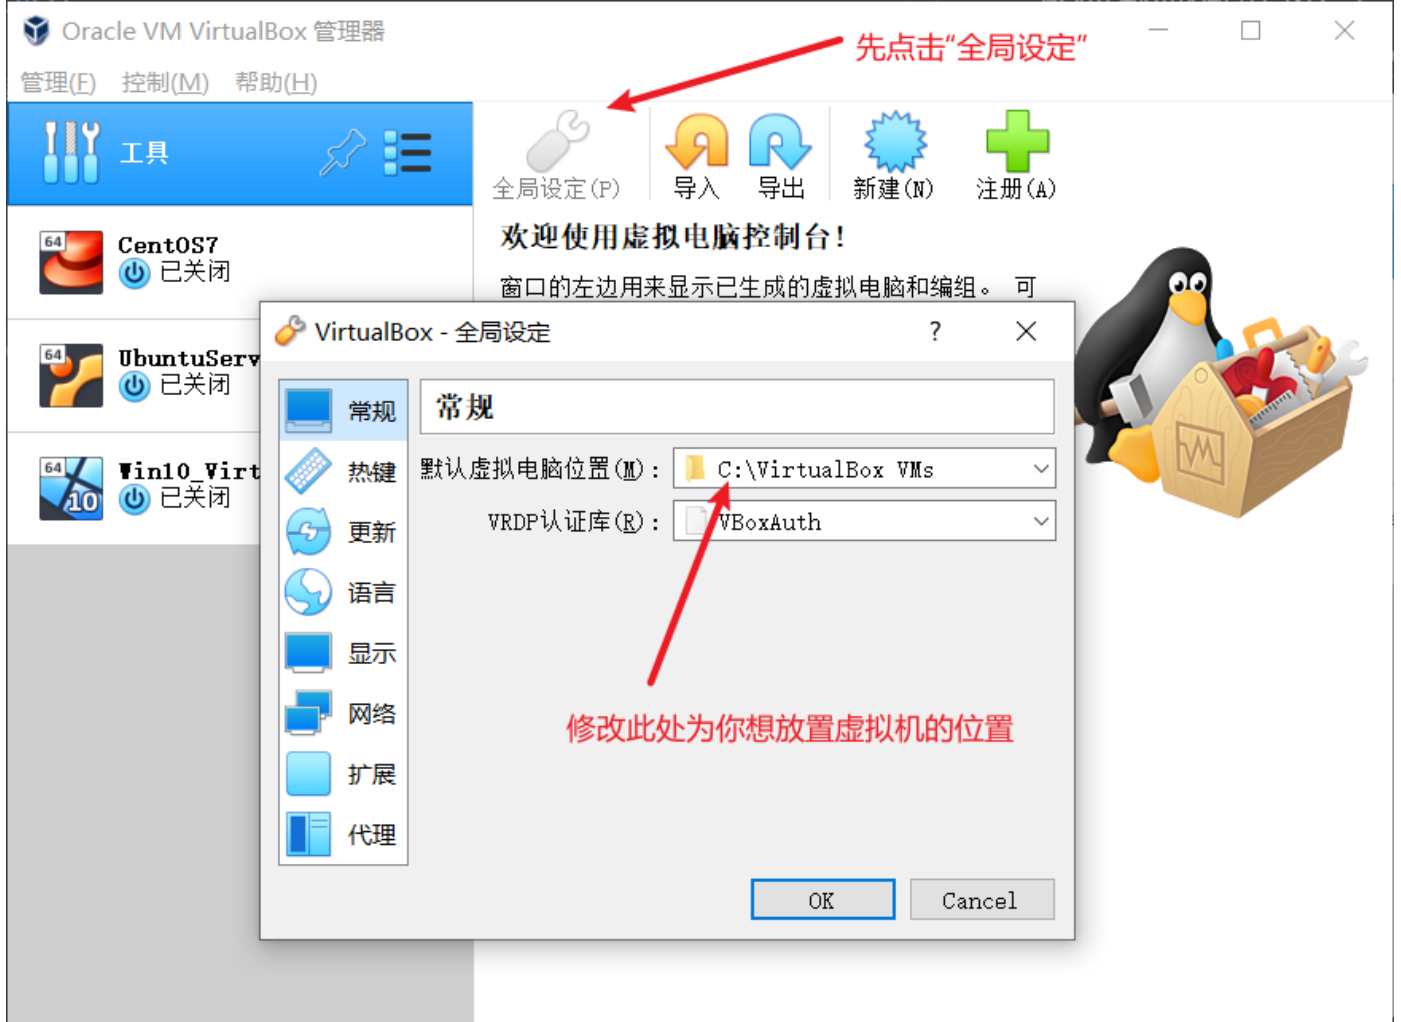 Oracle VM VirtualBox 管理器
先点击“全局设定”
管理(F) 控制(M) 帮助(H)
工具
全局设定(P)
导入
导出
新建(N)
注册(A)
欢迎使用虚拟电脑控制台!
窗口的左边用来显示已生成的虚拟电脑和编组。 可
64
CentOS7
已关闭
64
UbuntuServ
已关闭
64
10
Win10_Virt
已关闭
VirtualBox - 全局设定
?
常规
热键
更新
语言
显示
网络
扩展
代理
常规
默认虚拟电脑位置(M): C:\VirtualBox VMs
VRDP认证库(R): VBoxAuth
修改此处为你想放置虚拟机的位置
OK
Cancel